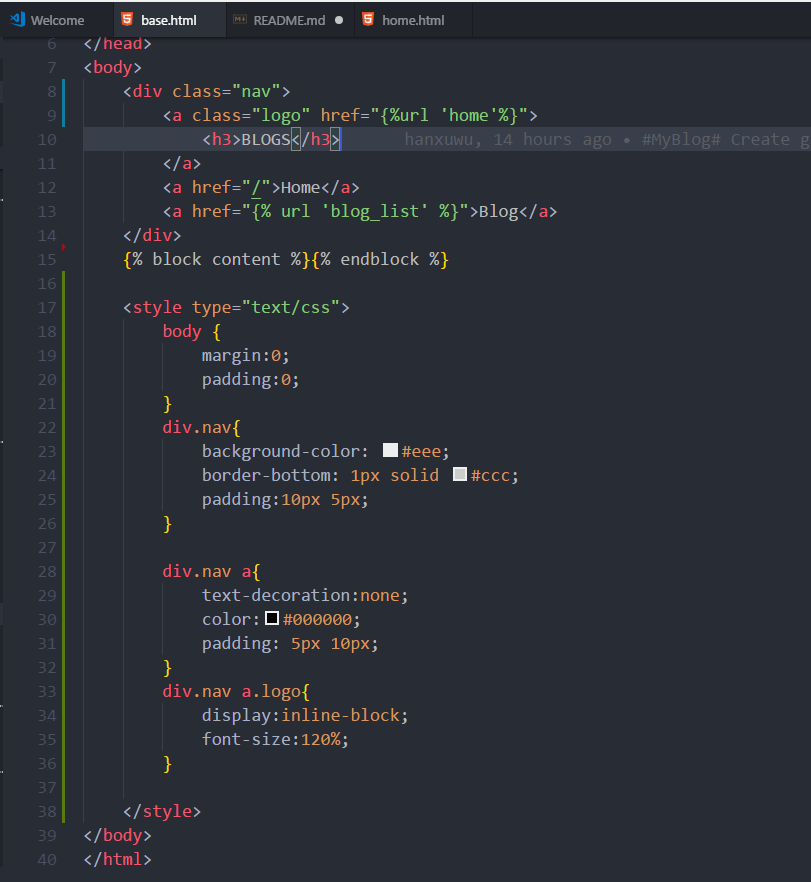 Welcome base.html README.md home.html
6 </head>
7 <body>
8 <div class="nav">
9 <a class="logo" href="{%url 'home'%}">
10 <h3>BLOGS</h3> hanxuwu, 14 hours ago • #MyBlog# Create g
11 </a>
12 <a href="/">Home</a>
13 <a href="{% url 'blog_list' %}">Blog</a>
14 </div>
15 {% block content %}{% endblock %}
16
17 <style type="text/css">
18 body {
19 margin:0;
20 padding:0;
21 }
22 div.nav{
23 background-color: #eee;
24 border-bottom: 1px solid #ccc;
25 padding:10px 5px;
26 }
27
28 div.nav a{
29 text-decoration:none;
30 color:#000000;
31 padding: 5px 10px;
32 }
33 div.nav a.logo{
34 display:inline-block;
35 font-size:120%;
36 }
37
38 </style>
39 </body>
40 </html>